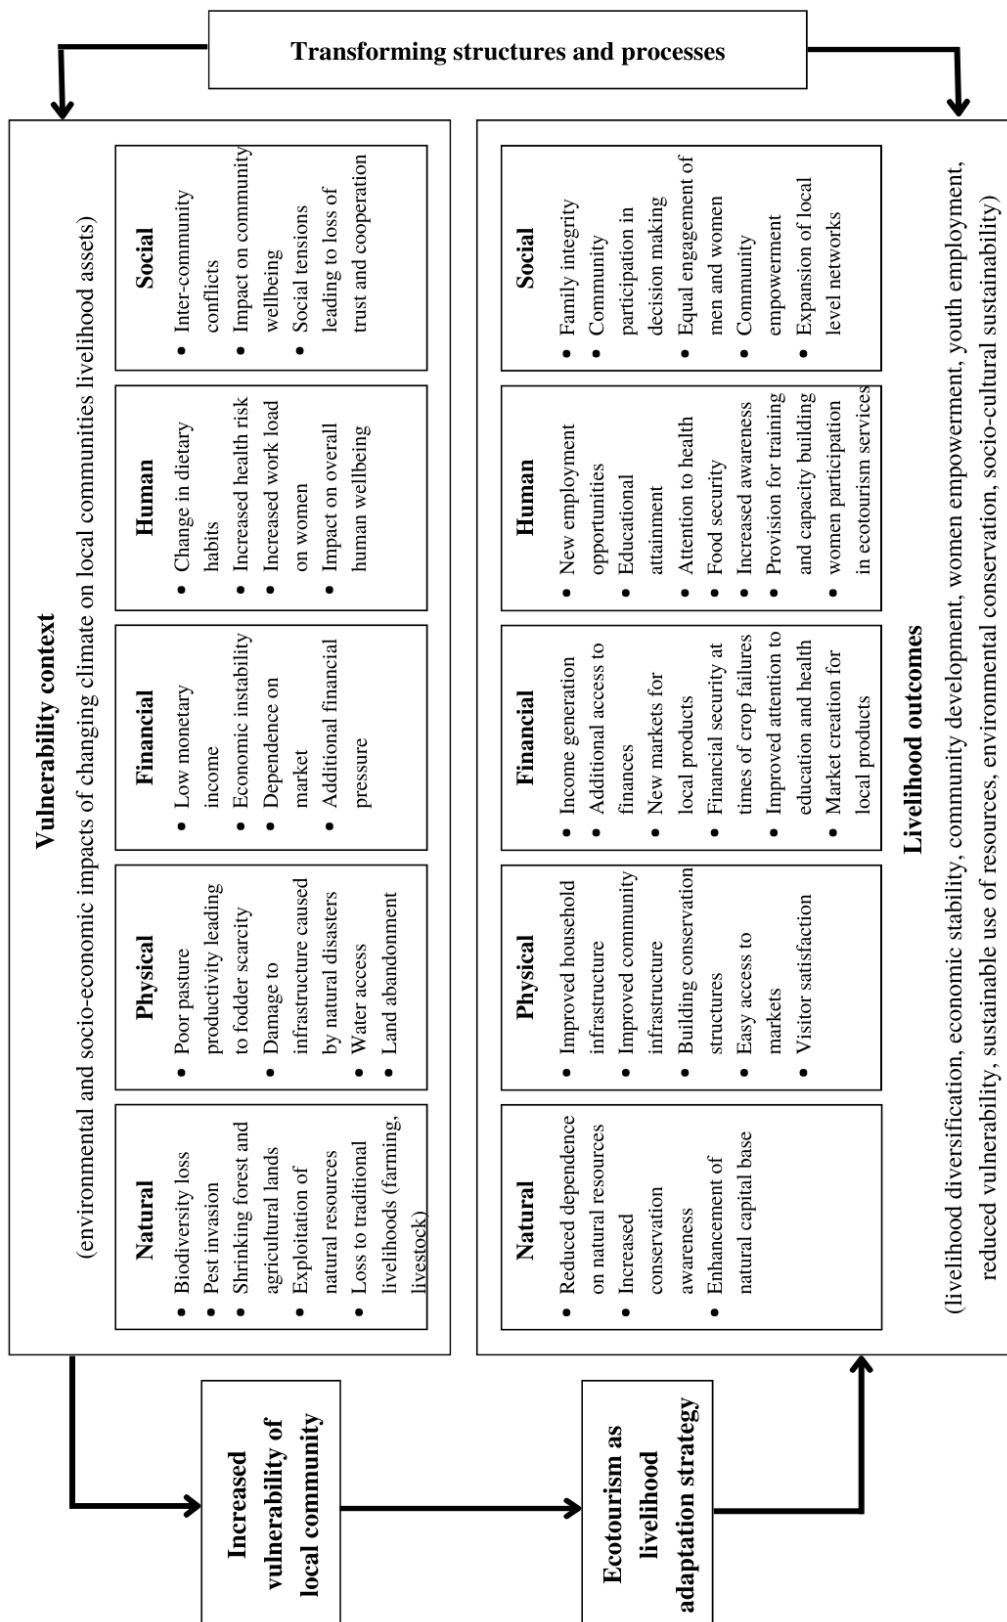 Transforming structures and processes
Vulnerability context
(environmental and socio-economic impacts of changing climate on local communities livelihood assets)
Natural
• Biodiversity loss
• Pest invasion
• Shrinking forest and
agricultural lands
• Exploitation of
natural resources
• Loss to traditional
livelihoods (farming,
livestock)
Physical
• Poor pasture
productivity leading
to fodder scarcity
• Damage to
infrastructure caused
by natural disasters
• Water access
• Land abandonment
Financial
• Low monetary
income
• Economic instability
• Dependence on
market
• Additional financial
pressure
Human
• Change in dietary
habits
• Increased health risk
• Increased work load
on women
• Impact on overall
human wellbeing
Social
• Inter-community
conflicts
• Impact on community
wellbeing
• Social tensions
leading to loss of
trust and cooperation
Increased
vulnerability of
local community
Ecotourism as
livelihood
adaptation strategy
Natural
• Reduced dependence
on natural resources
• Increased
conservation
awareness
• Enhancement of
natural capital base
Physical
• Improved household
infrastructure
• Improved community
infrastructure
• Building conservation
structures
• Easy access to
markets
• Visitor satisfaction
Financial
• Income generation
• Additional access to
finances
• New markets for
local products
• Financial security at
times of crop failures
• Improved attention to
education and health
• Market creation for
local products
Human
• New employment
opportunities
• Educational
attainment
• Attention to health
• Food security
• Increased awareness
• Provision for training
and capacity building
• women participation
in ecotourism services
Social
• Family integrity
• Community
participation in
decision making
• Equal engagement of
men and women
• Community
empowerment
• Expansion of local
level networks
Livelihood outcomes
(livelihood diversification, economic stability, community development, women empowerment, youth employment,
reduced vulnerability, sustainable use of resources, environmental conservation, socio-cultural sustainability)